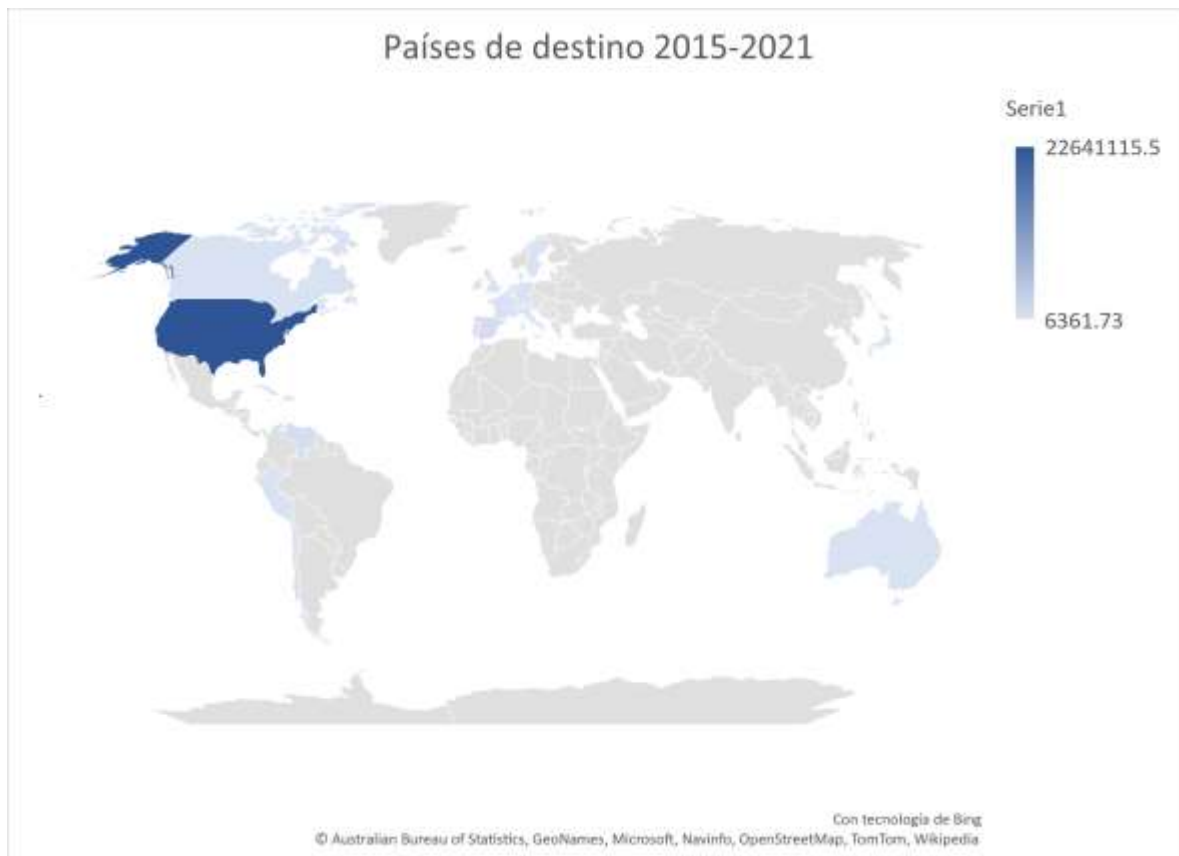 Países de destino 2015-2021
Serie1
22641115.5
6361.73
Con tecnología de Bing
© Australian Bureau of Statistics, GeoNames, Microsoft, Navinfo, OpenStreetMap, TomTom, Wikipedia